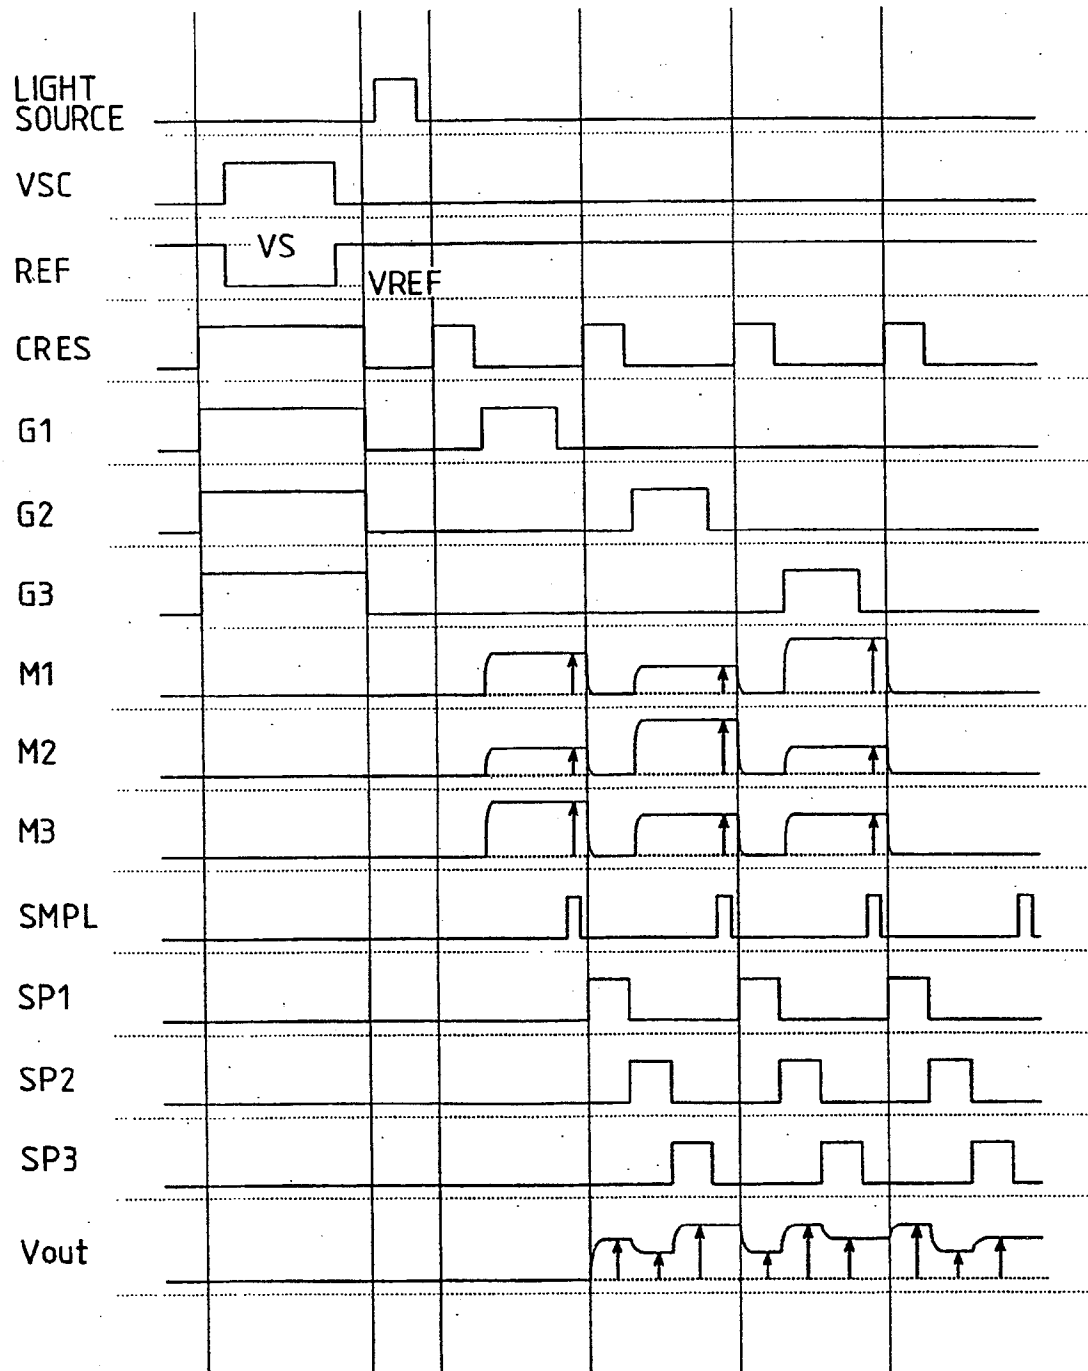 LIGHT
SOURCE
VSC
VS
REF
VREF
CRES
G1
G2
G3
M1
M2
M3
SMPL
SP1
SP2
SP3
Vout